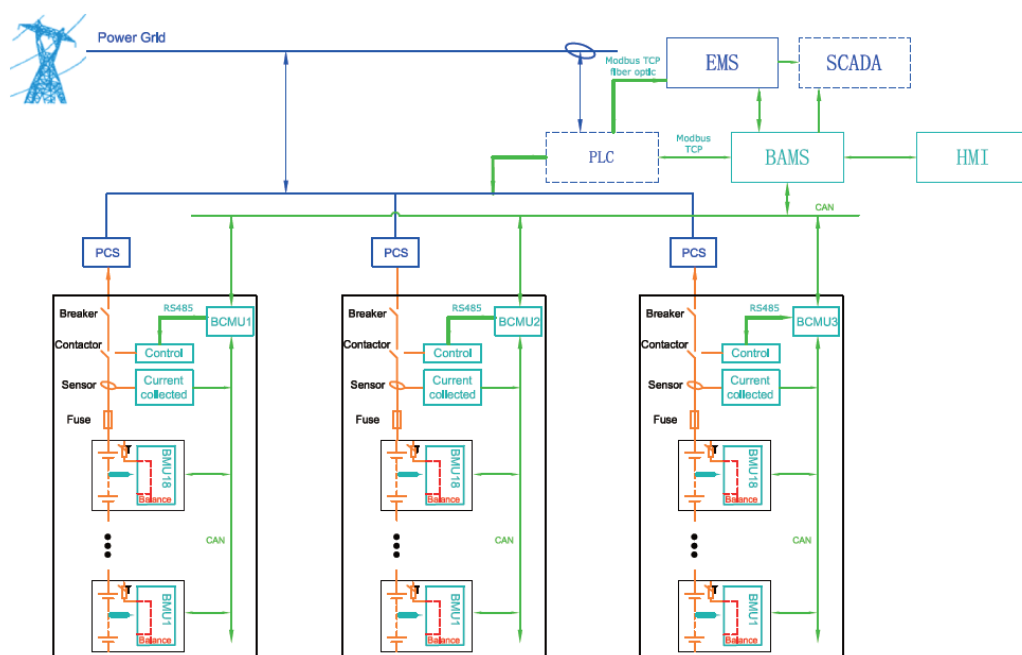 Power Grid
Modbus TCP
fiber optic
EMS
SCADA
PLC
Modbus
TCP
BAMS
HMI
CAN
PCS
PCS
PCS
Breaker
RS485
BCMU1
Contactor
Control
Sensor
Current
collected
Fuse
T
BMU18
Balance
CAN
T
BMU1
Balance
Breaker
RS485
BCMU2
Contactor
Control
Sensor
Current
collected
Fuse
T
BMU18
Balance
CAN
T
BMU1
Balance
Breaker
RS485
BCMU3
Contactor
Control
Sensor
Current
collected
Fuse
T
BMU18
Balance
CAN
T
BMU1
Balance